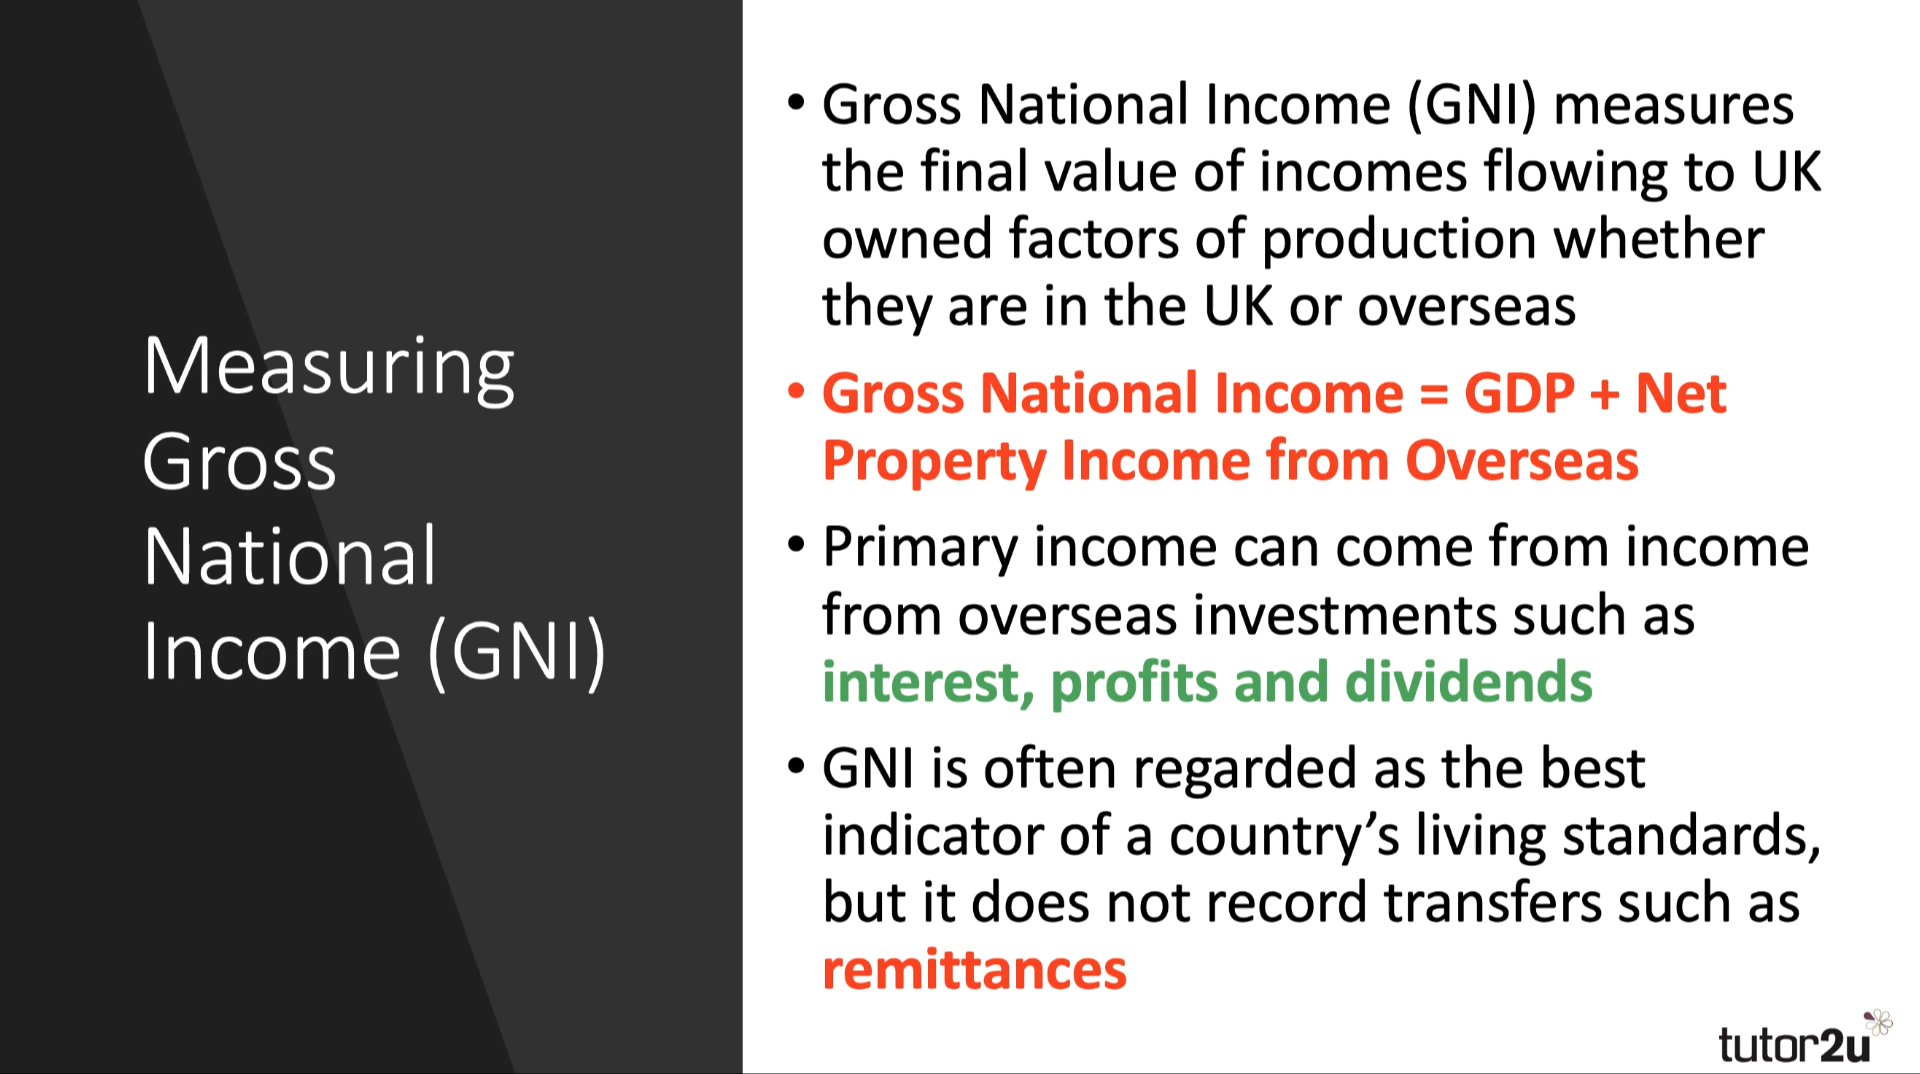 Measuring
Gross
National
Income (GNI)
• Gross National Income (GNI) measures
the final value of incomes flowing to UK
owned factors of production whether
they are in the UK or overseas
• Gross National Income = GDP + Net
Property Income from Overseas
• Primary income can come from income
from overseas investments such as
interest, profits and dividends
• GNI is often regarded as the best
indicator of a country’s living standards,
but it does not record transfers such as
remittances
tutor2u